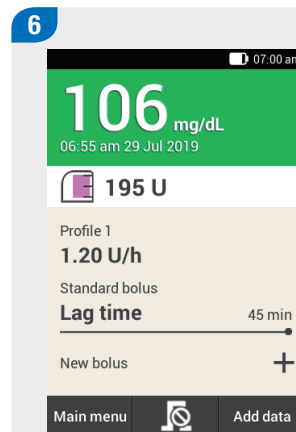 6
07:00 am
106 mg/dL
06:55 am 29 Jul 2019
195 U
Profile 1
1.20 U/h
Standard bolus
Lag time 45 min
New bolus +
Main menu Add data